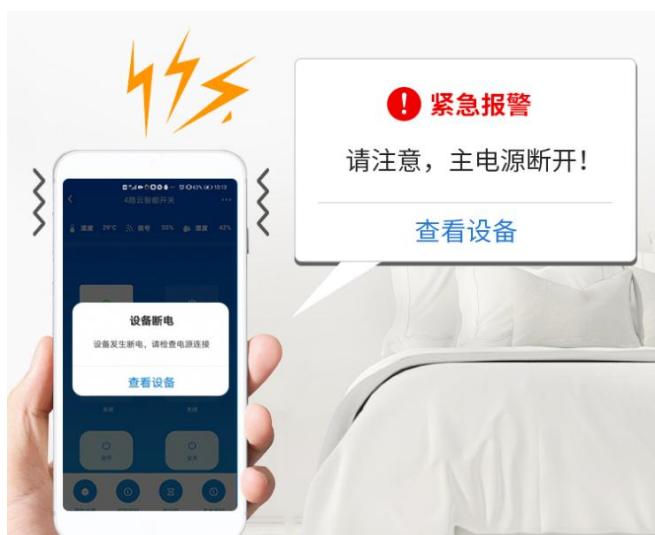 紧急报警
请注意，主电源断开！
查看设备
4路云智能开关
温度 29°C 信号 55% 湿度 42%
设备断电
设备发生断电，请检查电源连接
查看设备